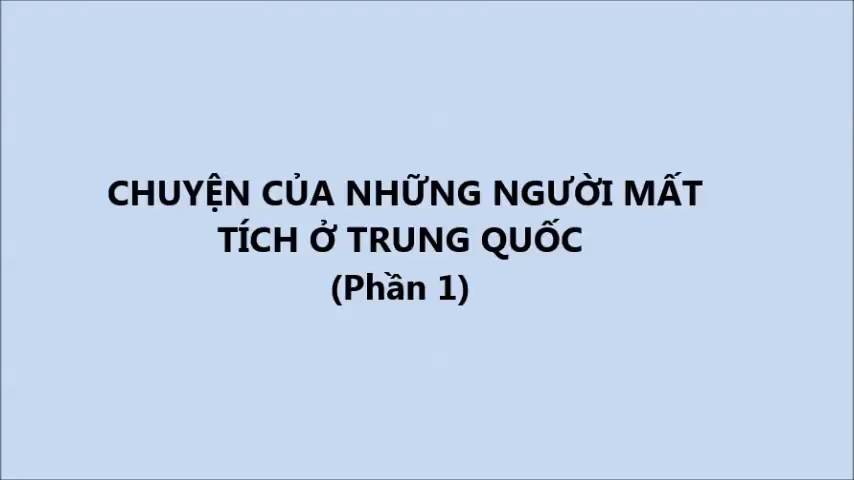 CHUYỆN CỦA NHỮNG NGƯỜI MẤT
TÍCH Ở TRUNG QUỐC
(Phần 1)